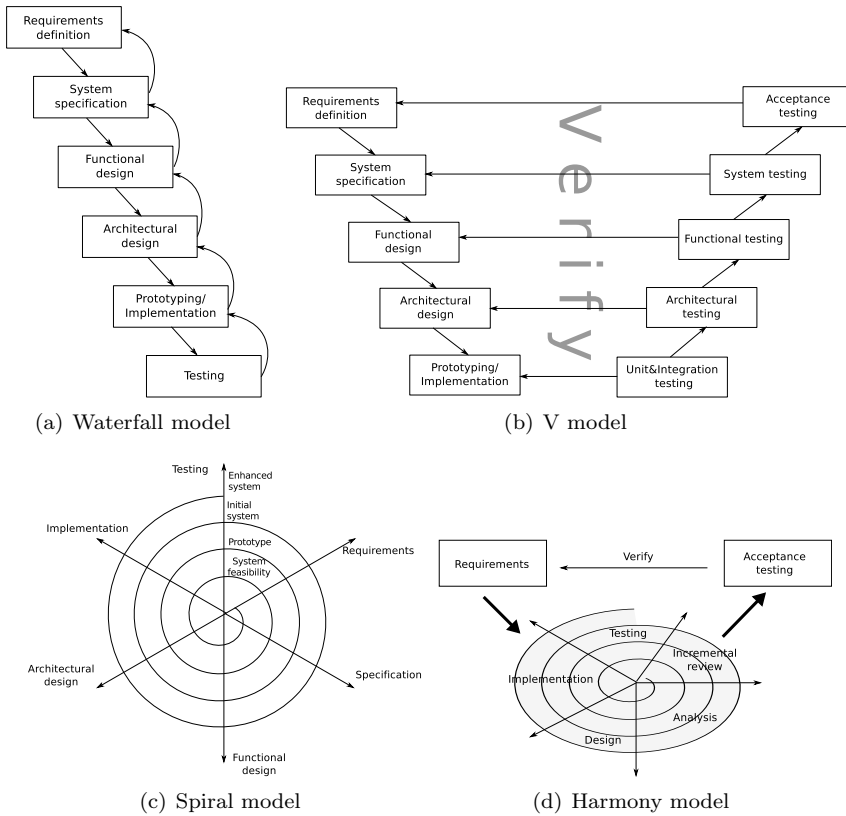 Requirements
definition
System
specification
Functional
design
Architectural
design
Prototyping/
Implementation
Testing
(a) Waterfall model
Requirements
definition
System
specification
Functional
design
Architectural
design
Prototyping/
Implementation
Verify
Acceptance
testing
System testing
Functional testing
Architectural
testing
Unit&Integration
testing
(b) V model
Testing
Enhanced
system
Initial
system
Prototype
System
feasibility
Implementation
Requirements
Architectural
design
Specification
Functional
design
(c) Spiral model
Requirements
Verify
Acceptance
testing
Testing
Incremental
review
Implementation
Analysis
Design
(d) Harmony model